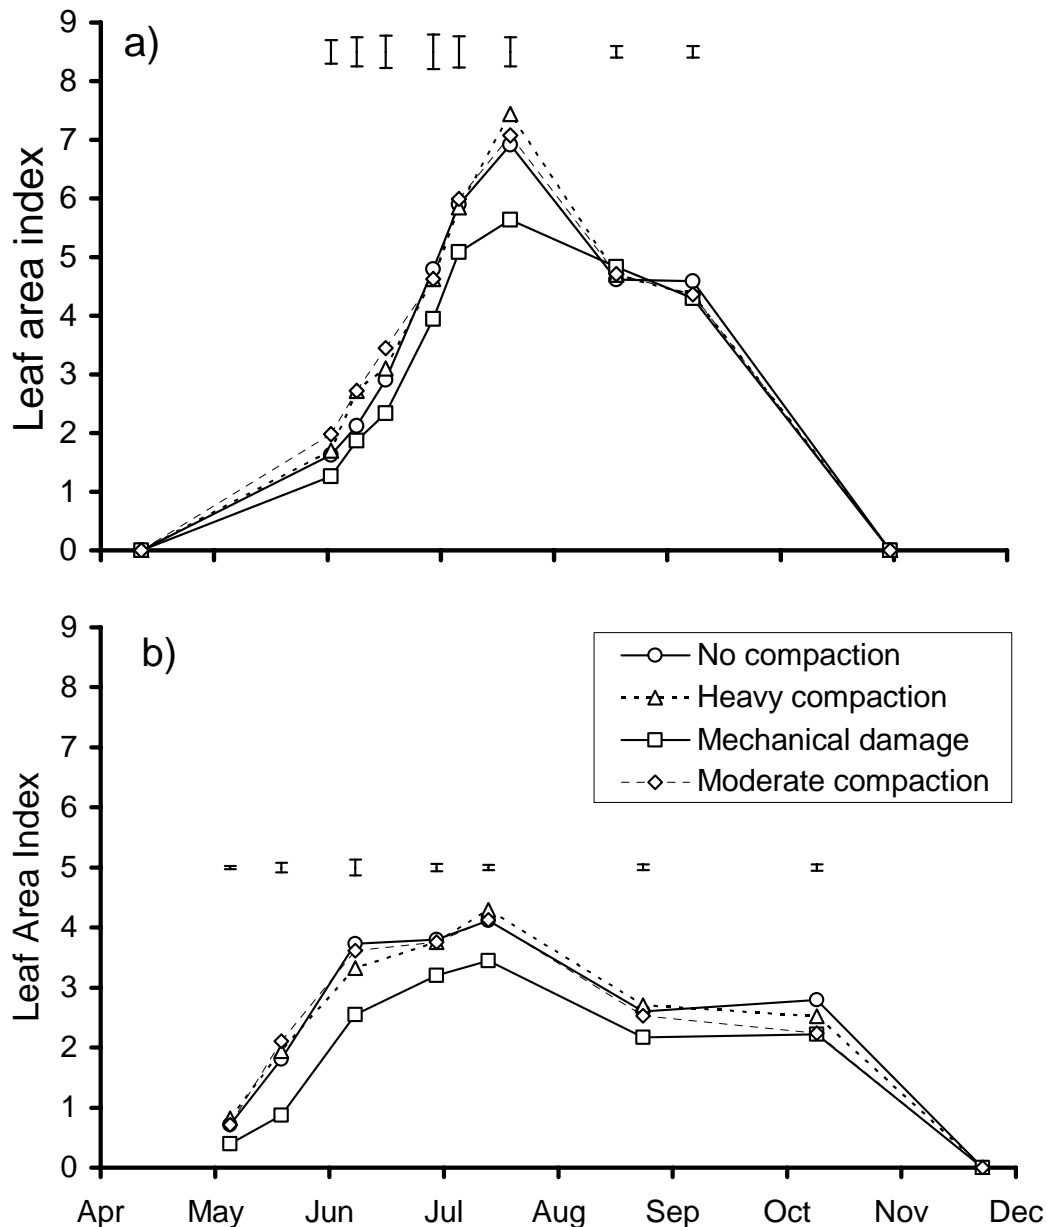 a)
Leaf area index
9
8
7
6
5
4
3
2
1
0
b)
Leaf Area Index
9
8
7
6
5
4
3
2
1
0
No compaction
Heavy compaction
Mechanical damage
Moderate compaction
Apr May Jun Jul Aug Sep Oct Nov Dec